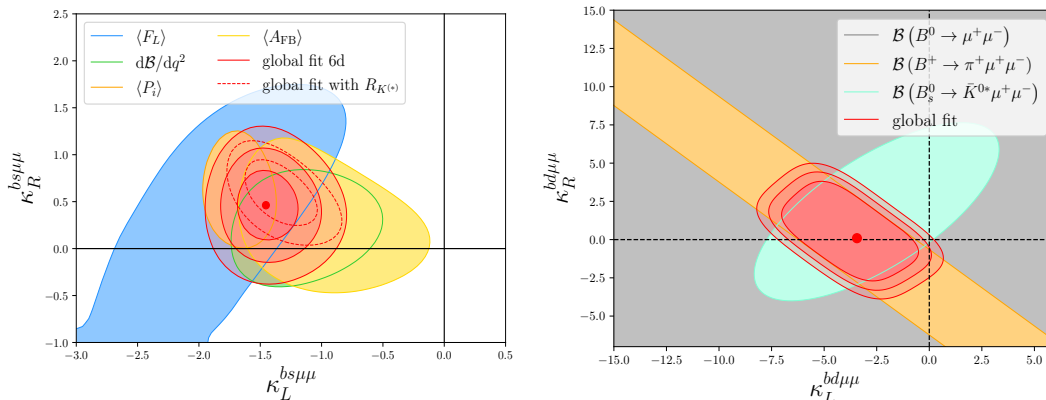 2.5
2.0
1.5
1.0
0.5
0.0
−0.5
−1.0
−3.0 −2.5 −2.0 −1.5 −1.0 −0.5 0.0 0.5
κ_R^{bsμμ}
κ_L^{bsμμ}
⟨F_L⟩
dℬ/dq²
⟨P_i⟩
⟨A_FB⟩
global fit 6d
global fit with R_{K^{(*)}}
15.0
12.5
10.0
7.5
5.0
2.5
0.0
−2.5
−5.0
−15.0 −12.5 −10.0 −7.5 −5.0 −2.5 0.0 2.5 5.0
κ_R^{bdμμ}
κ_L^{bdμμ}
ℬ (B⁰ → μ⁺μ⁻)
ℬ (B⁺ → π⁺μ⁺μ⁻)
ℬ (B_s⁰ → K̄^{0*}μ⁺μ⁻)
global fit